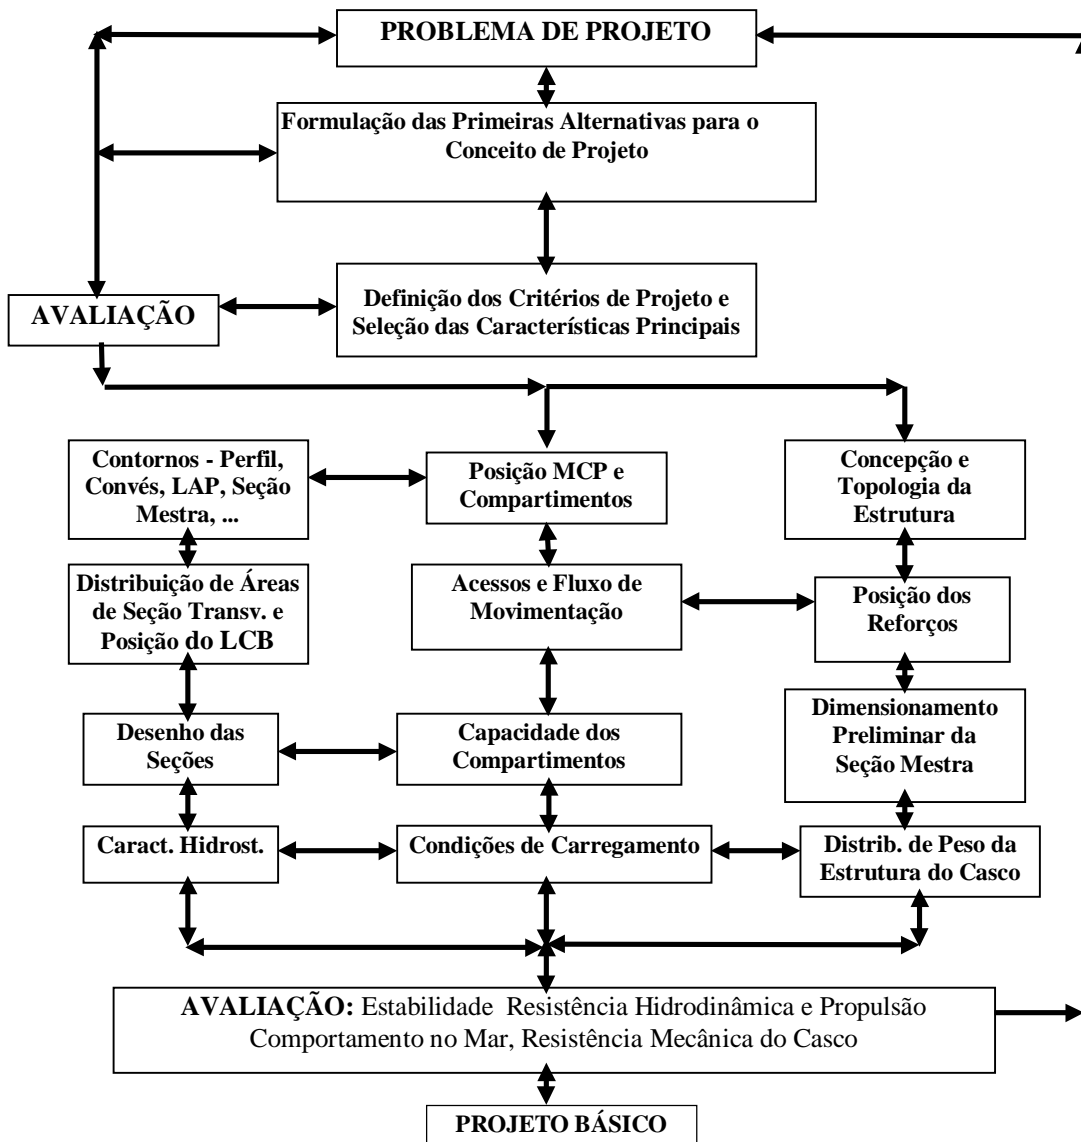 PROBLEMA DE PROJETO
Formulação das Primeiras Alternativas para o
Conceito de Projeto
Definição dos Critérios de Projeto e
Seleção das Características Principais
AVALIAÇÃO
Contornos - Perfil,
Convés, LAP, Seção
Mestra, ...
Posição MCP e
Compartimentos
Concepção e
Topologia da
Estrutura
Distribuição de Áreas
de Seção Transv. e
Posição do LCB
Acessos e Fluxo de
Movimentação
Posição dos
Reforços
Desenho das
Seções
Capacidade dos
Compartimentos
Dimensionamento
Preliminar da
Seção Mestra
Caract. Hidrost.
Condições de Carregamento
Distrib. de Peso da
Estrutura do Casco
AVALIAÇÃO: Estabilidade Resistência Hidrodinâmica e Propulsão
Comportamento no Mar, Resistência Mecânica do Casco
PROJETO BÁSICO